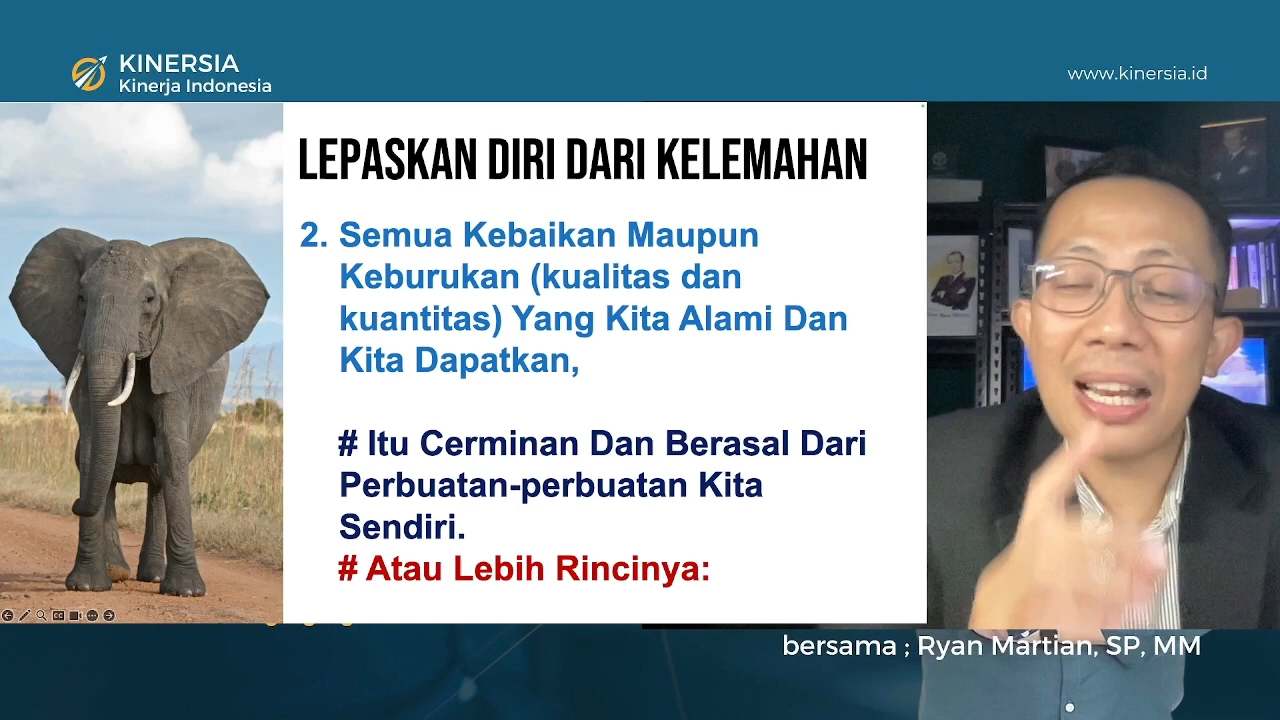 KINERSIA
Kinerja Indonesia
www.kinersia.id
LEPASKAN DIRI DARI KELEMAHAN
2. Semua Kebaikan Maupun
Keburukan (kualitas dan
kuantitas) Yang Kita Alami Dan
Kita Dapatkan,
# Itu Cerminan Dan Berasal Dari
Perbuatan-perbuatan Kita
Sendiri.
# Atau Lebih Rincinya:
bersama ; Ryan Martian, SP, MM